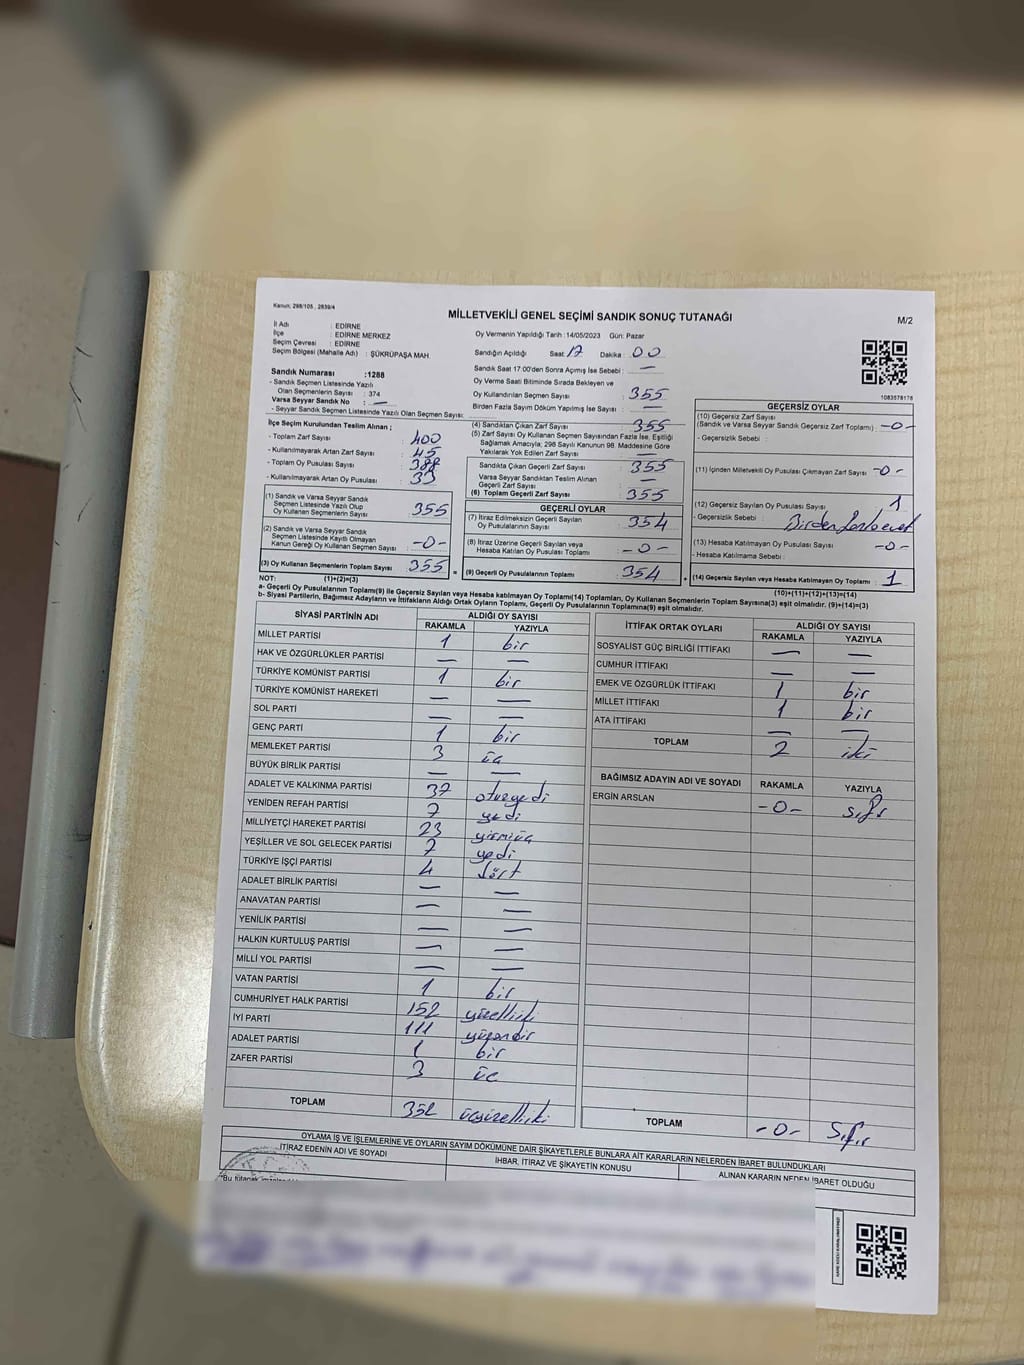 Kanun: 298/105 , 2839/4
MİLLETVEKİLİ GENEL SEÇİMİ SANDIK SONUÇ TUTANAĞI
M/2
İl Adı : EDİRNE
İlçe : EDİRNE MERKEZ
Seçim Çevresi : EDİRNE
Seçim Bölgesi (Mahalle Adı) : ŞÜKRÜPAŞA MAH.
Oy Vermenin Yapıldığı Tarih :14/05/2023 Gün: Pazar
Sandığın Açıldığı Saat: 17 Dakika : 00
Sandık Saat 17:00'den Sonra Açımış İse Sebebi : —
Oy Verme Saati Bitiminde Sırada Bekleyen ve
Oy Kullandırılan Seçmen Sayısı : 355
Birden Fazla Sayım Döküm Yapılmış İse Sayısı : —
1083578178
Sandık Numarası :1288
- Sandık Seçmen Listesinde Yazılı
Olan Seçmenlerin Sayısı : 374
Varsa Seyyar Sandık No : —
- Seyyar Sandık Seçmen Listesinde Yazılı Olan Seçmen Sayısı:
İlçe Seçim Kurulundan Teslim Alınan ;
- Toplam Zarf Sayısı : 400
- Kullanılmayarak Artan Zarf Sayısı : 45
- Toplam Oy Pusulası Sayısı : 388
- Kullanılmayarak Artan Oy Pusulası : 33
(1) Sandık ve Varsa Seyyar Sandık
Seçmen Listesinde Yazılı Olup
Oy Kullanan Seçmenlerin Sayısı : 355
(2) Sandık ve Varsa Seyyar Sandık
Seçmen Listesinde Kayıtlı Olmayan
Kanun Gereği Oy Kullanan Seçmen Sayısı : -0-
(3) Oy Kullanan Seçmenlerin Toplam Sayısı : 355 =
(4) Sandıktan Çıkan Zarf Sayısı : 355
(5) Zarf Sayısı Oy Kullanan Seçmen Sayısından Fazla İse, Eşitliği
Sağlamak Amacıyla; 298 Sayılı Kanunun 98. Maddesine Göre
Yakılarak Yok Edilen Zarf Sayısı : —
Sandıkta Çıkan Geçerli Zarf Sayısı : 355
Varsa Seyyar Sandıktan Teslim Alınan
Geçerli Zarf Sayısı : —
(6) Toplam Geçerli Zarf Sayısı : 355
GEÇERLİ OYLAR
(7) İtiraz Edilmeksizin Geçerli Sayılan
Oy Pusulalarının Sayısı : 354
(8) İtiraz Üzerine Geçerli Sayılan veya
Hesaba Katılan Oy Pusulası Toplamı : -0-
(9) Geçerli Oy Pusulalarının Toplamı : 354 +
GEÇERSİZ OYLAR
(10) Geçersiz Zarf Sayısı
(Sandık ve Varsa Seyyar Sandık Geçersiz Zarf Toplamı) : -0-
- Geçersizlik Sebebi :
(11) İçinden Milletvekili Oy Pusulası Çıkmayan Zarf Sayısı : -0-
(12) Geçersiz Sayılan Oy Pusulası Sayısı : 1
- Geçersizlik Sebebi : Birden fazla evet
(13) Hesaba Katılmayan Oy Pusulası Sayısı : -0-
- Hesaba Katılmama Sebebi :
(14) Geçersiz Sayılan veya Hesaba Katılmayan Oy Toplamı : 1
NOT: (1)+(2)=(3)
(10)+(11)+(12)+(13)=(14)
a- Geçerli Oy Pusulalarının Toplamı(9) ile Geçersiz Sayılan veya Hesaba katılmayan Oy Toplamı(14) Toplamları, Oy Kullanan Seçmenlerin Toplam Sayısına(3) eşit olmalıdır. (9)+(14)=(3)
b- Siyasi Partilerin, Bağımsız Adayların ve İttifakların Aldığı Ortak Oyların Toplamı, Geçerli Oy Pusulalarının Toplamına(9) eşit olmalıdır.
SİYASİ PARTİNİN ADI ALDIĞI OY SAYISI
RAKAMLA YAZIYLA
MİLLET PARTİSİ 1 bir
HAK VE ÖZGÜRLÜKLER PARTİSİ — —
TÜRKİYE KOMÜNİST PARTİSİ 1 bir
TÜRKİYE KOMÜNİST HAREKETİ — —
SOL PARTİ — —
GENÇ PARTİ 1 bir
MEMLEKET PARTİSİ 3 üç
BÜYÜK BİRLİK PARTİSİ — —
ADALET VE KALKINMA PARTİSİ 37 otuzyedi
YENİDEN REFAH PARTİSİ 7 yedi
MİLLİYETÇİ HAREKET PARTİSİ 23 yirmiüç
YEŞİLLER VE SOL GELECEK PARTİSİ 7 yedi
TÜRKİYE İŞÇİ PARTİSİ 4 dört
ADALET BİRLİK PARTİSİ — —
ANAVATAN PARTİSİ — —
YENİLİK PARTİSİ — —
HALKIN KURTULUŞ PARTİSİ — —
MİLLİ YOL PARTİSİ — —
VATAN PARTİSİ 1 bir
CUMHURİYET HALK PARTİSİ 152 yüzelliiki
İYİ PARTİ 111 yüzonbir
ADALET PARTİSİ 1 bir
ZAFER PARTİSİ 3 üç
TOPLAM 352 üçyüzelliiki
İTTİFAK ORTAK OYLARI ALDIĞI OY SAYISI
RAKAMLA YAZIYLA
SOSYALİST GÜÇ BİRLİĞİ İTTİFAKI — —
CUMHUR İTTİFAKI — —
EMEK VE ÖZGÜRLÜK İTTİFAKI 1 bir
MİLLET İTTİFAKI 1 bir
ATA İTTİFAKI — —
TOPLAM 2 iki
BAĞIMSIZ ADAYIN ADI VE SOYADI RAKAMLA YAZIYLA
ERGİN ARSLAN -0- sıfır
TOPLAM -0- Sıfır
OYLAMA İŞ VE İŞLEMLERİNE VE OYLARIN SAYIM DÖKÜMÜNE DAİR ŞİKAYETLERLE BUNLARA AİT KARARLARIN NELERDEN İBARET BULUNDUKLARI
İTİRAZ EDENİN ADI VE SOYADI
İHBAR, İTİRAZ VE ŞİKAYETİN KONUSU
ALINAN KARARIN NEDEN İBARET OLDUĞU